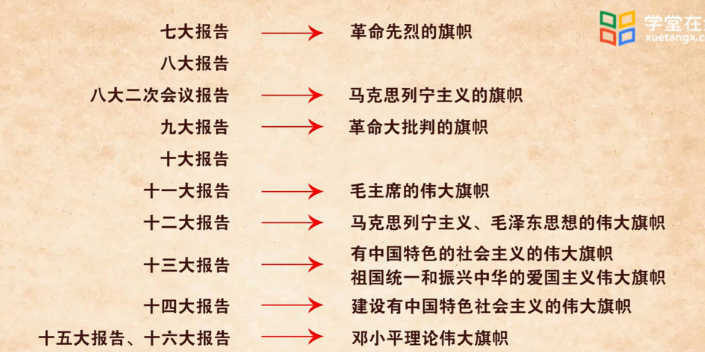 学堂在
xuetangx.
七大报告 革命先烈的旗帜
八大报告
八大二次会议报告 马克思列宁主义的旗帜
九大报告 革命大批判的旗帜
十大报告
十一大报告 毛主席的伟大旗帜
十二大报告 马克思列宁主义、毛泽东思想的伟大旗帜
十三大报告 有中国特色的社会主义的伟大旗帜
祖国统一和振兴中华的爱国主义伟大旗帜
十四大报告 建设有中国特色社会主义的伟大旗帜
十五大报告、十六大报告 邓小平理论伟大旗帜